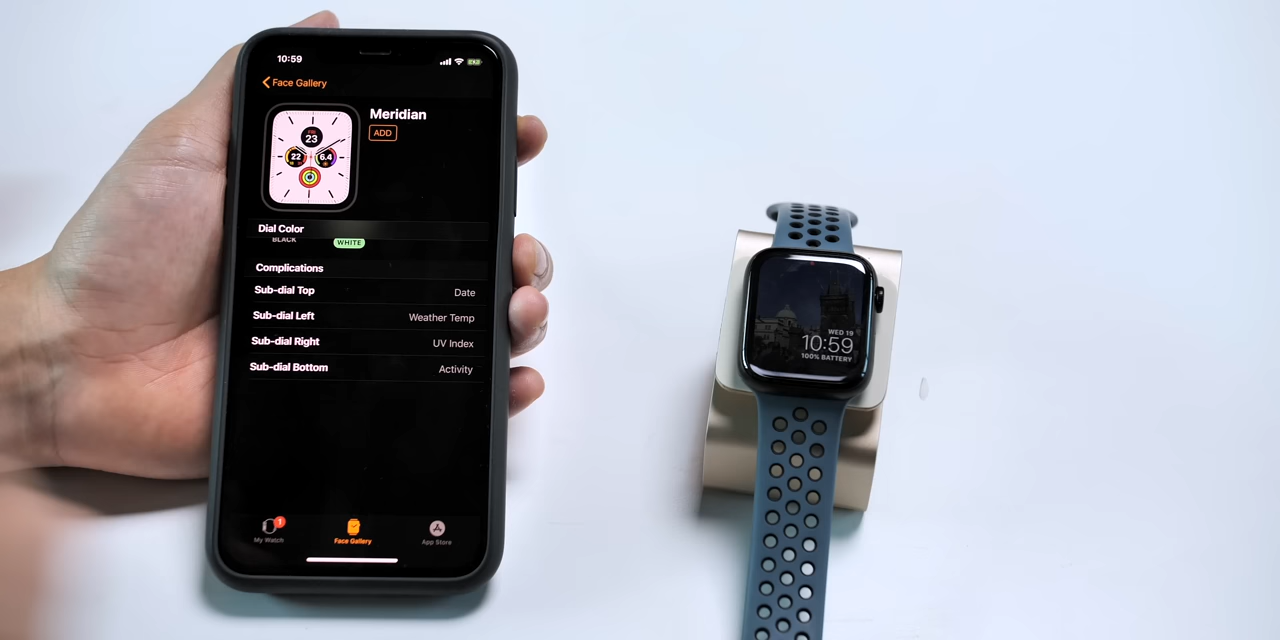 10:59
Face Gallery
Meridian
ADD
23
22
6.4
Dial Color
BLACK
WHITE
Complications
Sub-dial Top Date
Sub-dial Left Weather Temp
Sub-dial Right UV Index
Sub-dial Bottom Activity
1
My Watch
Face Gallery
App Store
WED 19
10:59
100% BATTERY